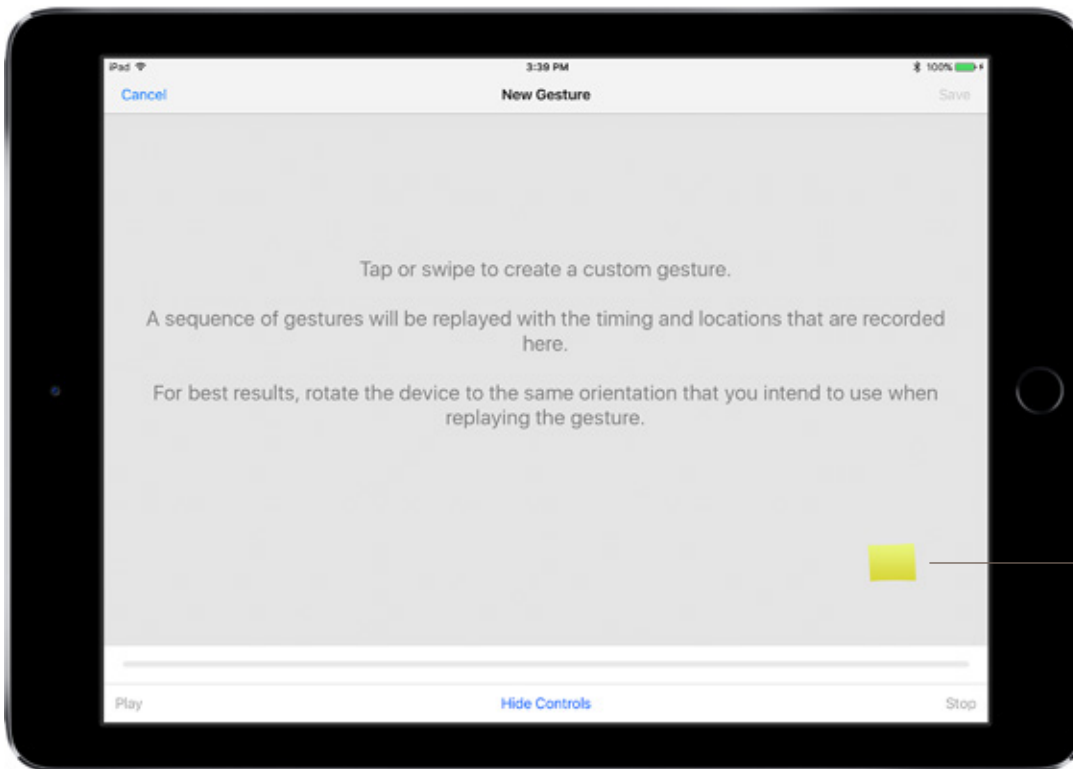 iPad 3:39 PM 100%
Cancel New Gesture Save
Tap or swipe to create a custom gesture.
A sequence of gestures will be replayed with the timing and locations that are recorded
here.
For best results, rotate the device to the same orientation that you intend to use when
replaying the gesture.
Play Hide Controls Stop